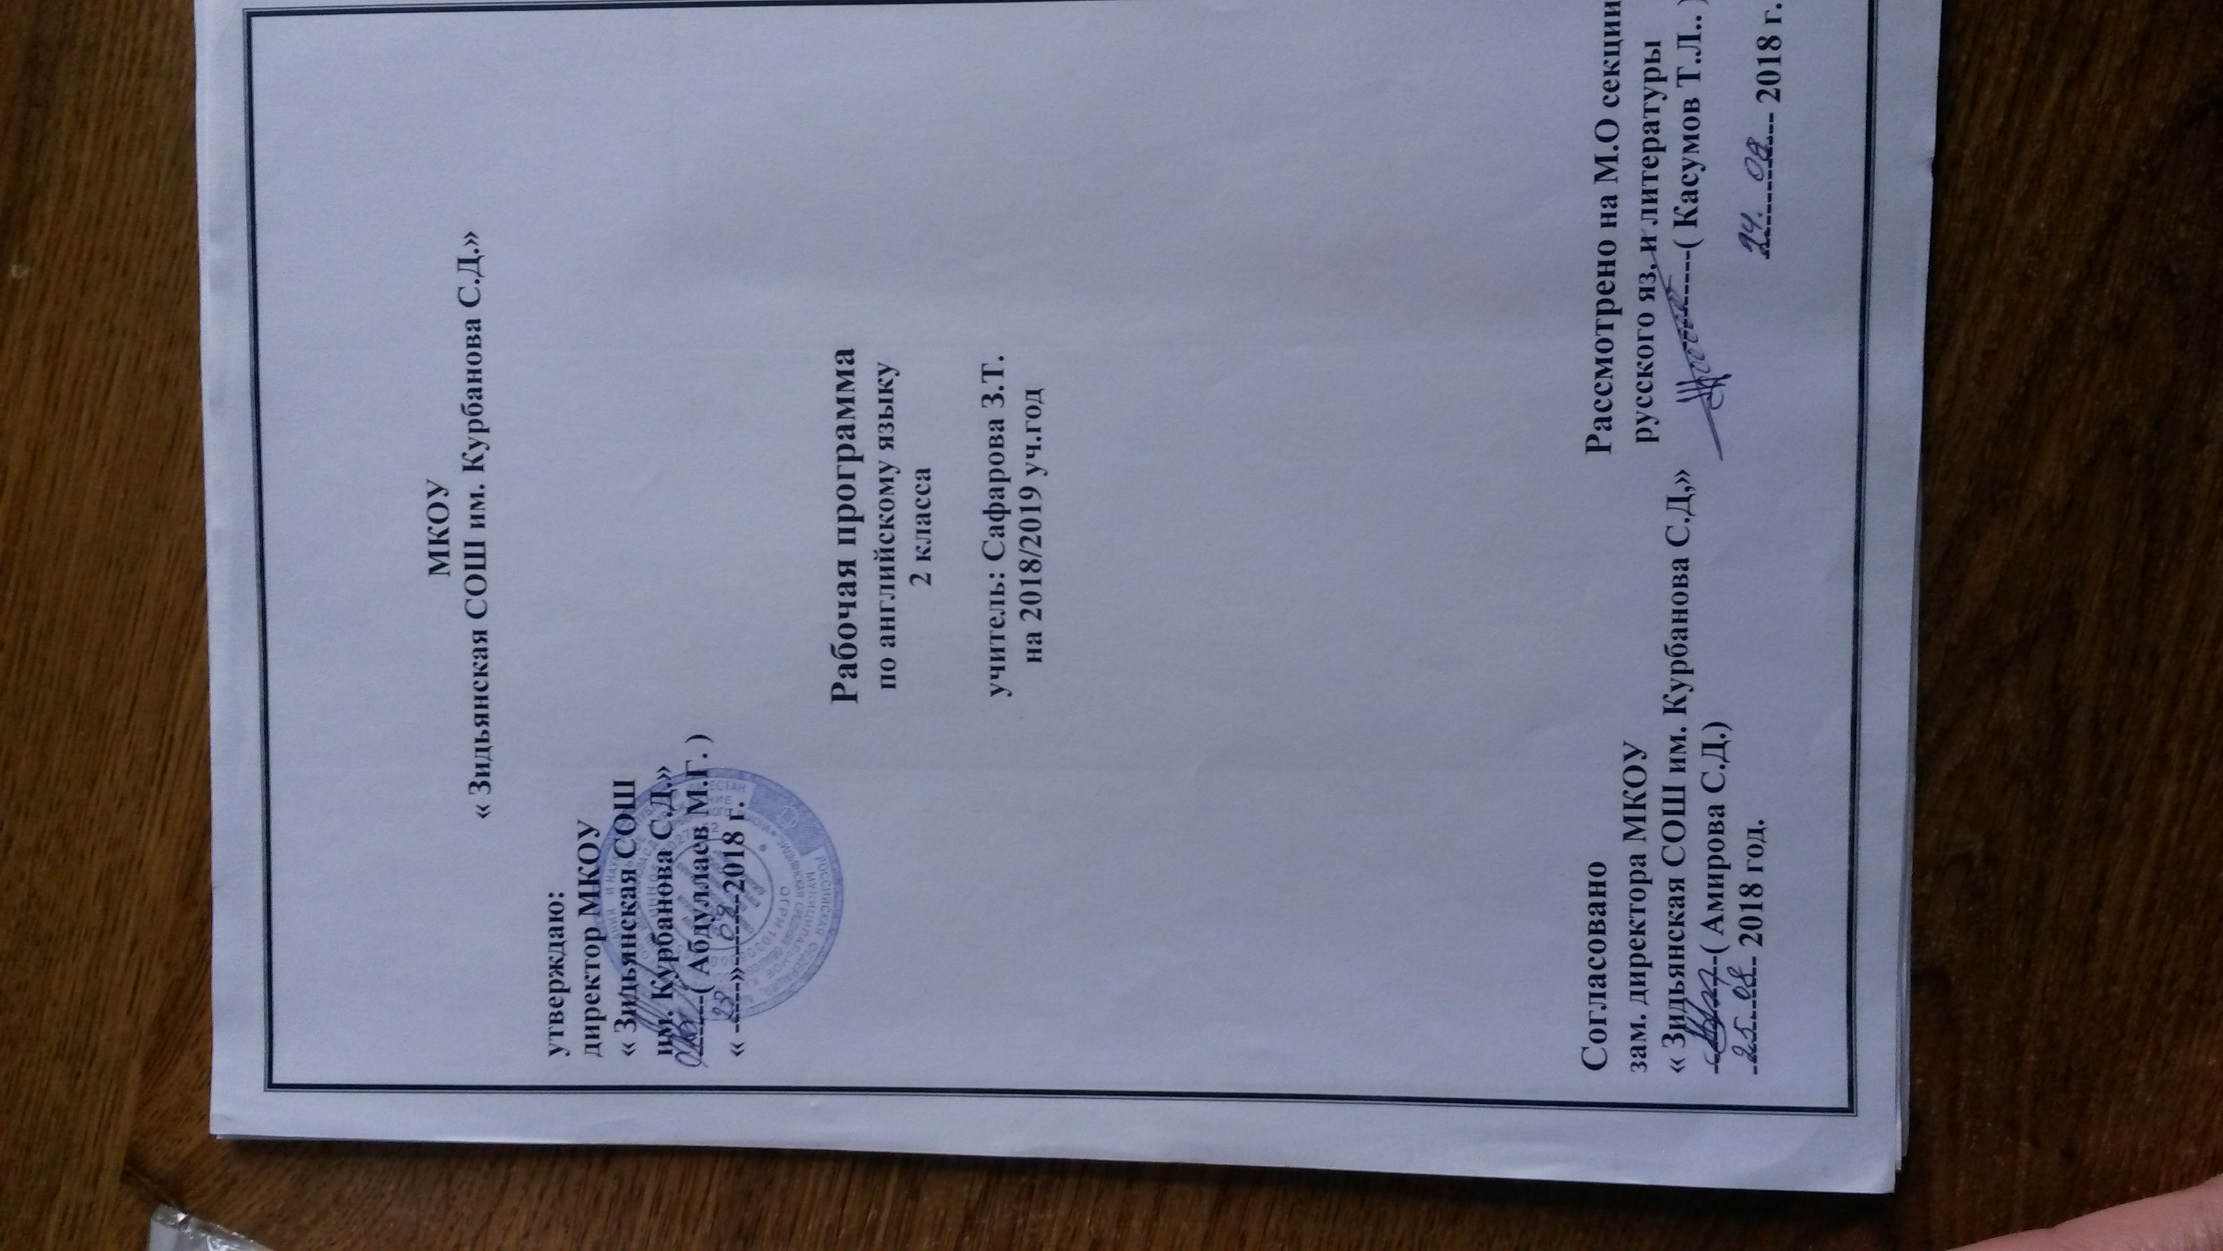 МКОУ
« Зидьянская СОШ им. Курбанова С.Д.»
утверждаю:
директор МКОУ
« Зидьянская СОШ
им. Курбанова С.Д.»
-------( Абдуллаев М.Г. )
« ---- »-------2018 г.
Рабочая программа
по английскому языку
2 класса
учитель: Сафарова З.Т.
на 2018/2019 уч.год
Согласовано
зам. директора МКОУ
« Зидьянская СОШ им. Курбанова С.Д,»
---------( Амирова С.Д.)
25.08 2018 год.
Рассмотрено на М.О секции
русского яз. и литературы
---------( Касумов Т.Л.. )
24. 08 2018 г.